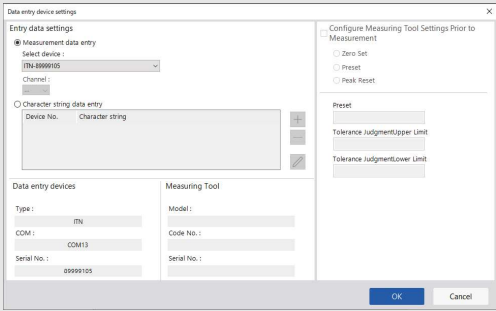 Data entry device settings
Entry data settings
Measurement data entry
Select device :
ITN-89999105
Channel :
Character string data entry
Device No. Character string
Data entry devices
Type :
ITN
COM :
COM13
Serial No. :
89999105
Measuring Tool
Model :
Code No. :
Serial No. :
Configure Measuring Tool Settings Prior to
Measurement
Zero Set
Preset
Peak Reset
Preset
Tolerance JudgmentUpper Limit
Tolerance JudgmentLower Limit
OK
Cancel